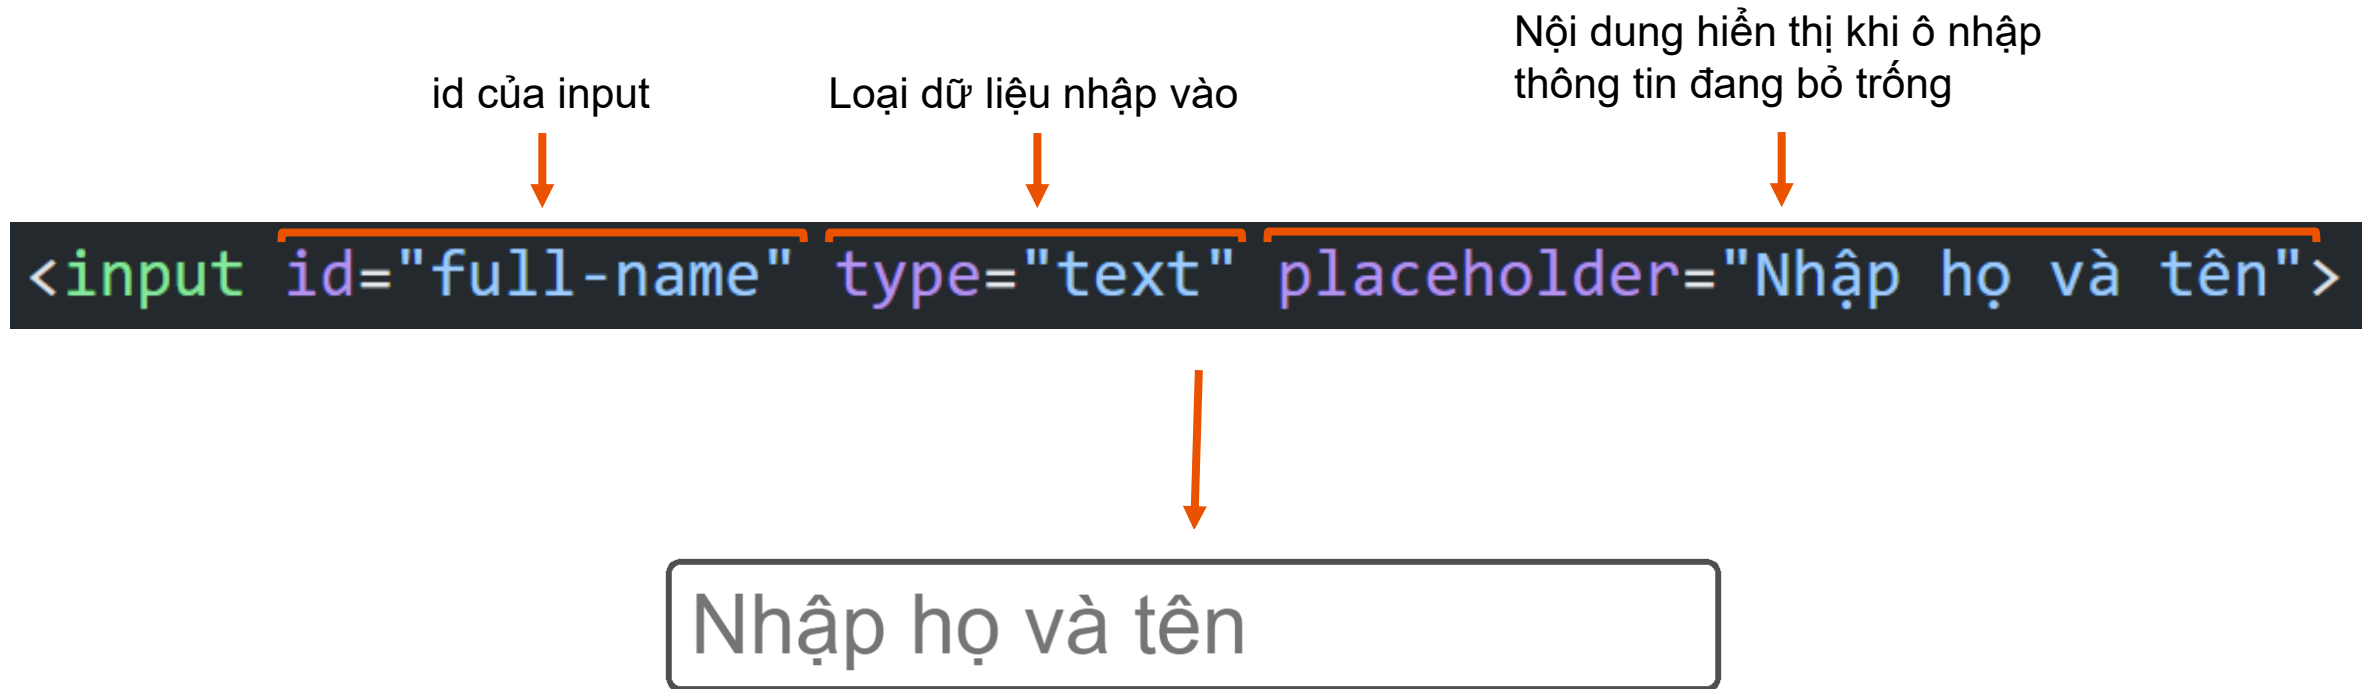 Nội dung hiển thị khi ô nhập
thông tin đang bỏ trống
id của input
Loại dữ liệu nhập vào
<input id="full-name" type="text" placeholder="Nhập họ và tên">
Nhập họ và tên